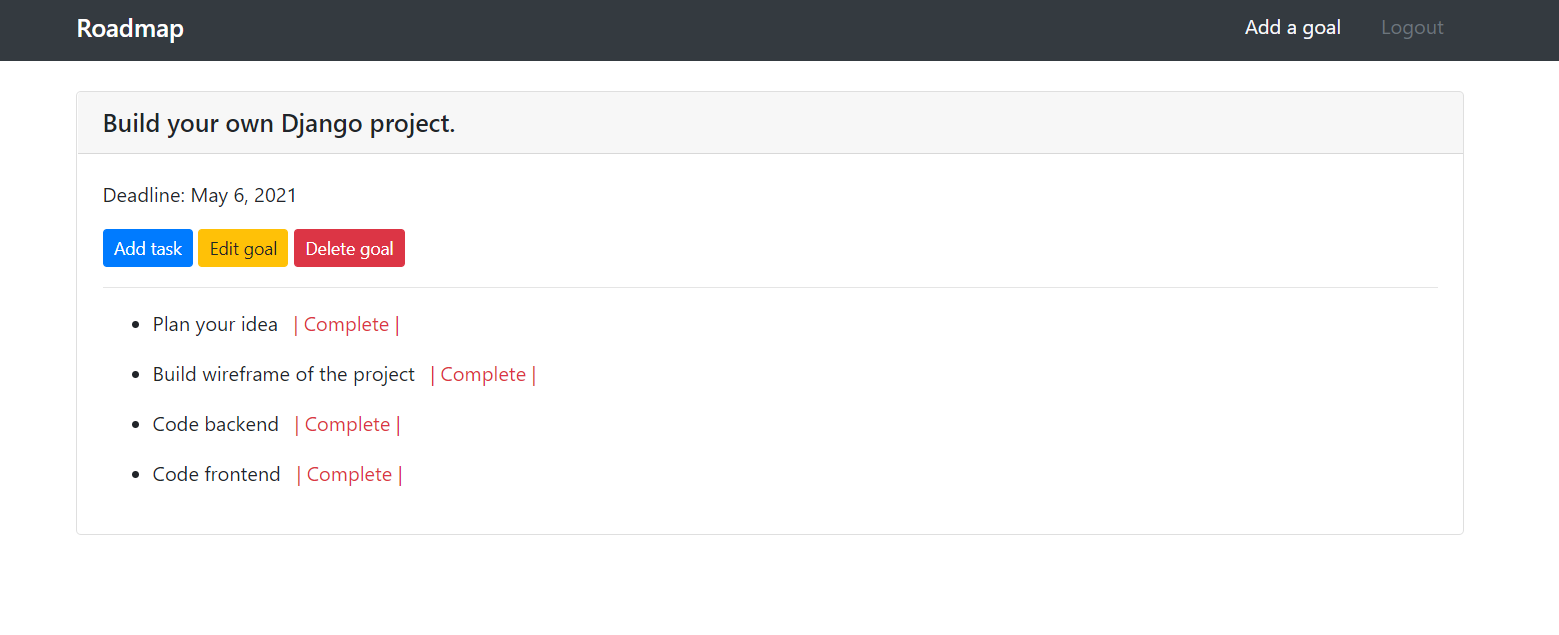 Roadmap Add a goal Logout
Build your own Django project.
Deadline: May 6, 2021
Add task Edit goal Delete goal
• Plan your idea | Complete |
• Build wireframe of the project | Complete |
• Code backend | Complete |
• Code frontend | Complete |